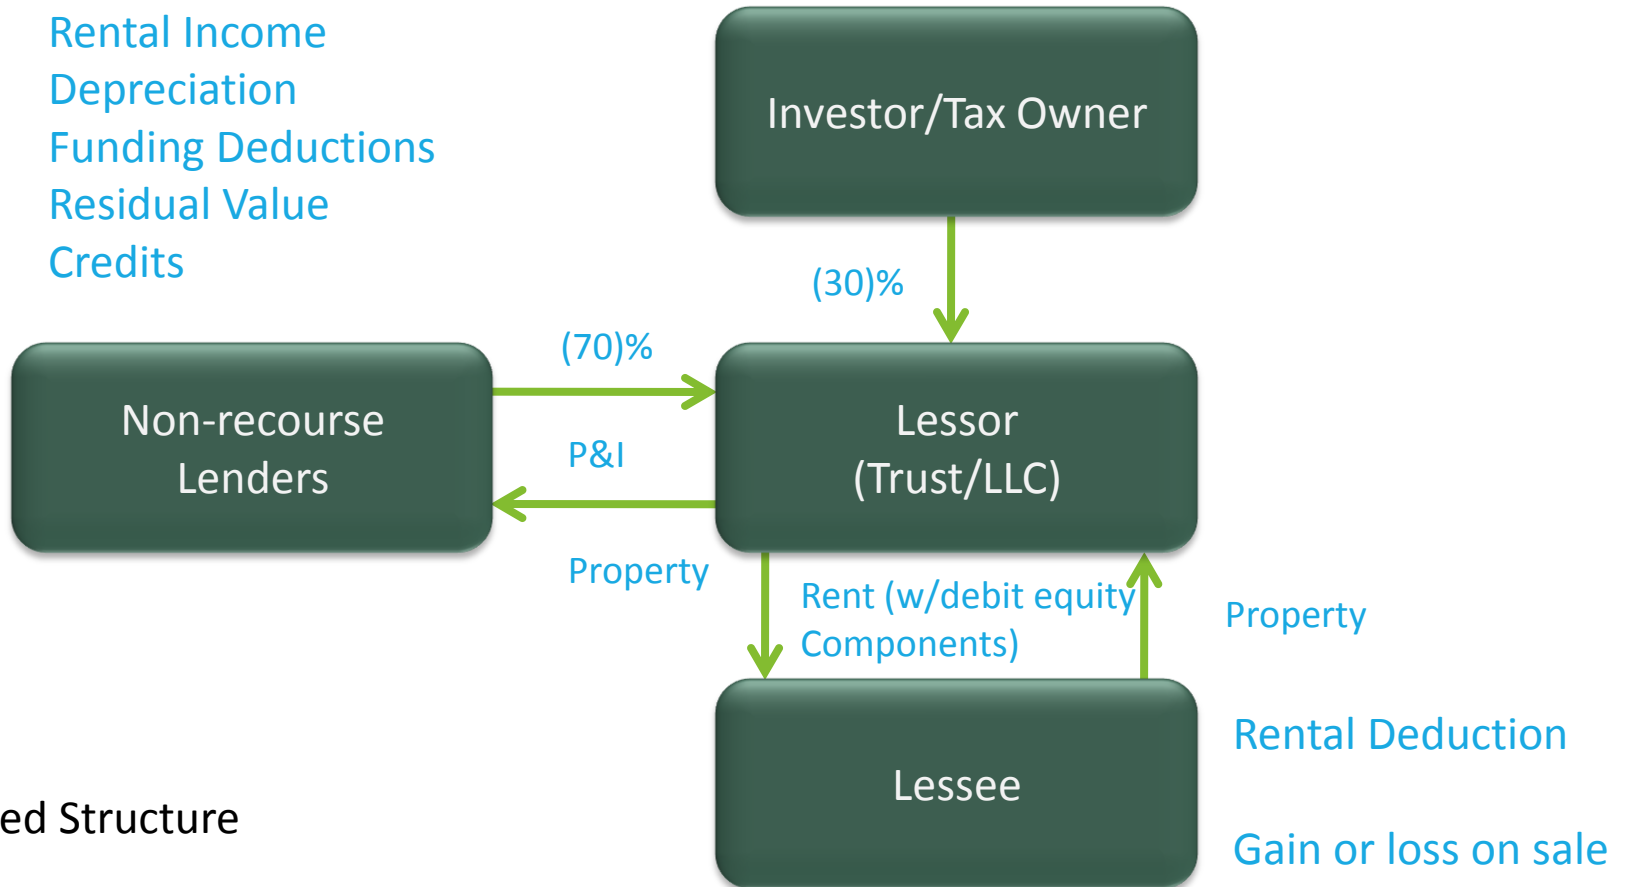 Rental Income
Depreciation
Funding Deductions
Residual Value
Credits
Investor/Tax Owner
(30)%
(70)%
Non-recourse
Lenders
P&I
Lessor
(Trust/LLC)
Property
Rent (w/debit equity
Components)
Property
Lessee
Rental Deduction
Gain or loss on sale
ed Structure